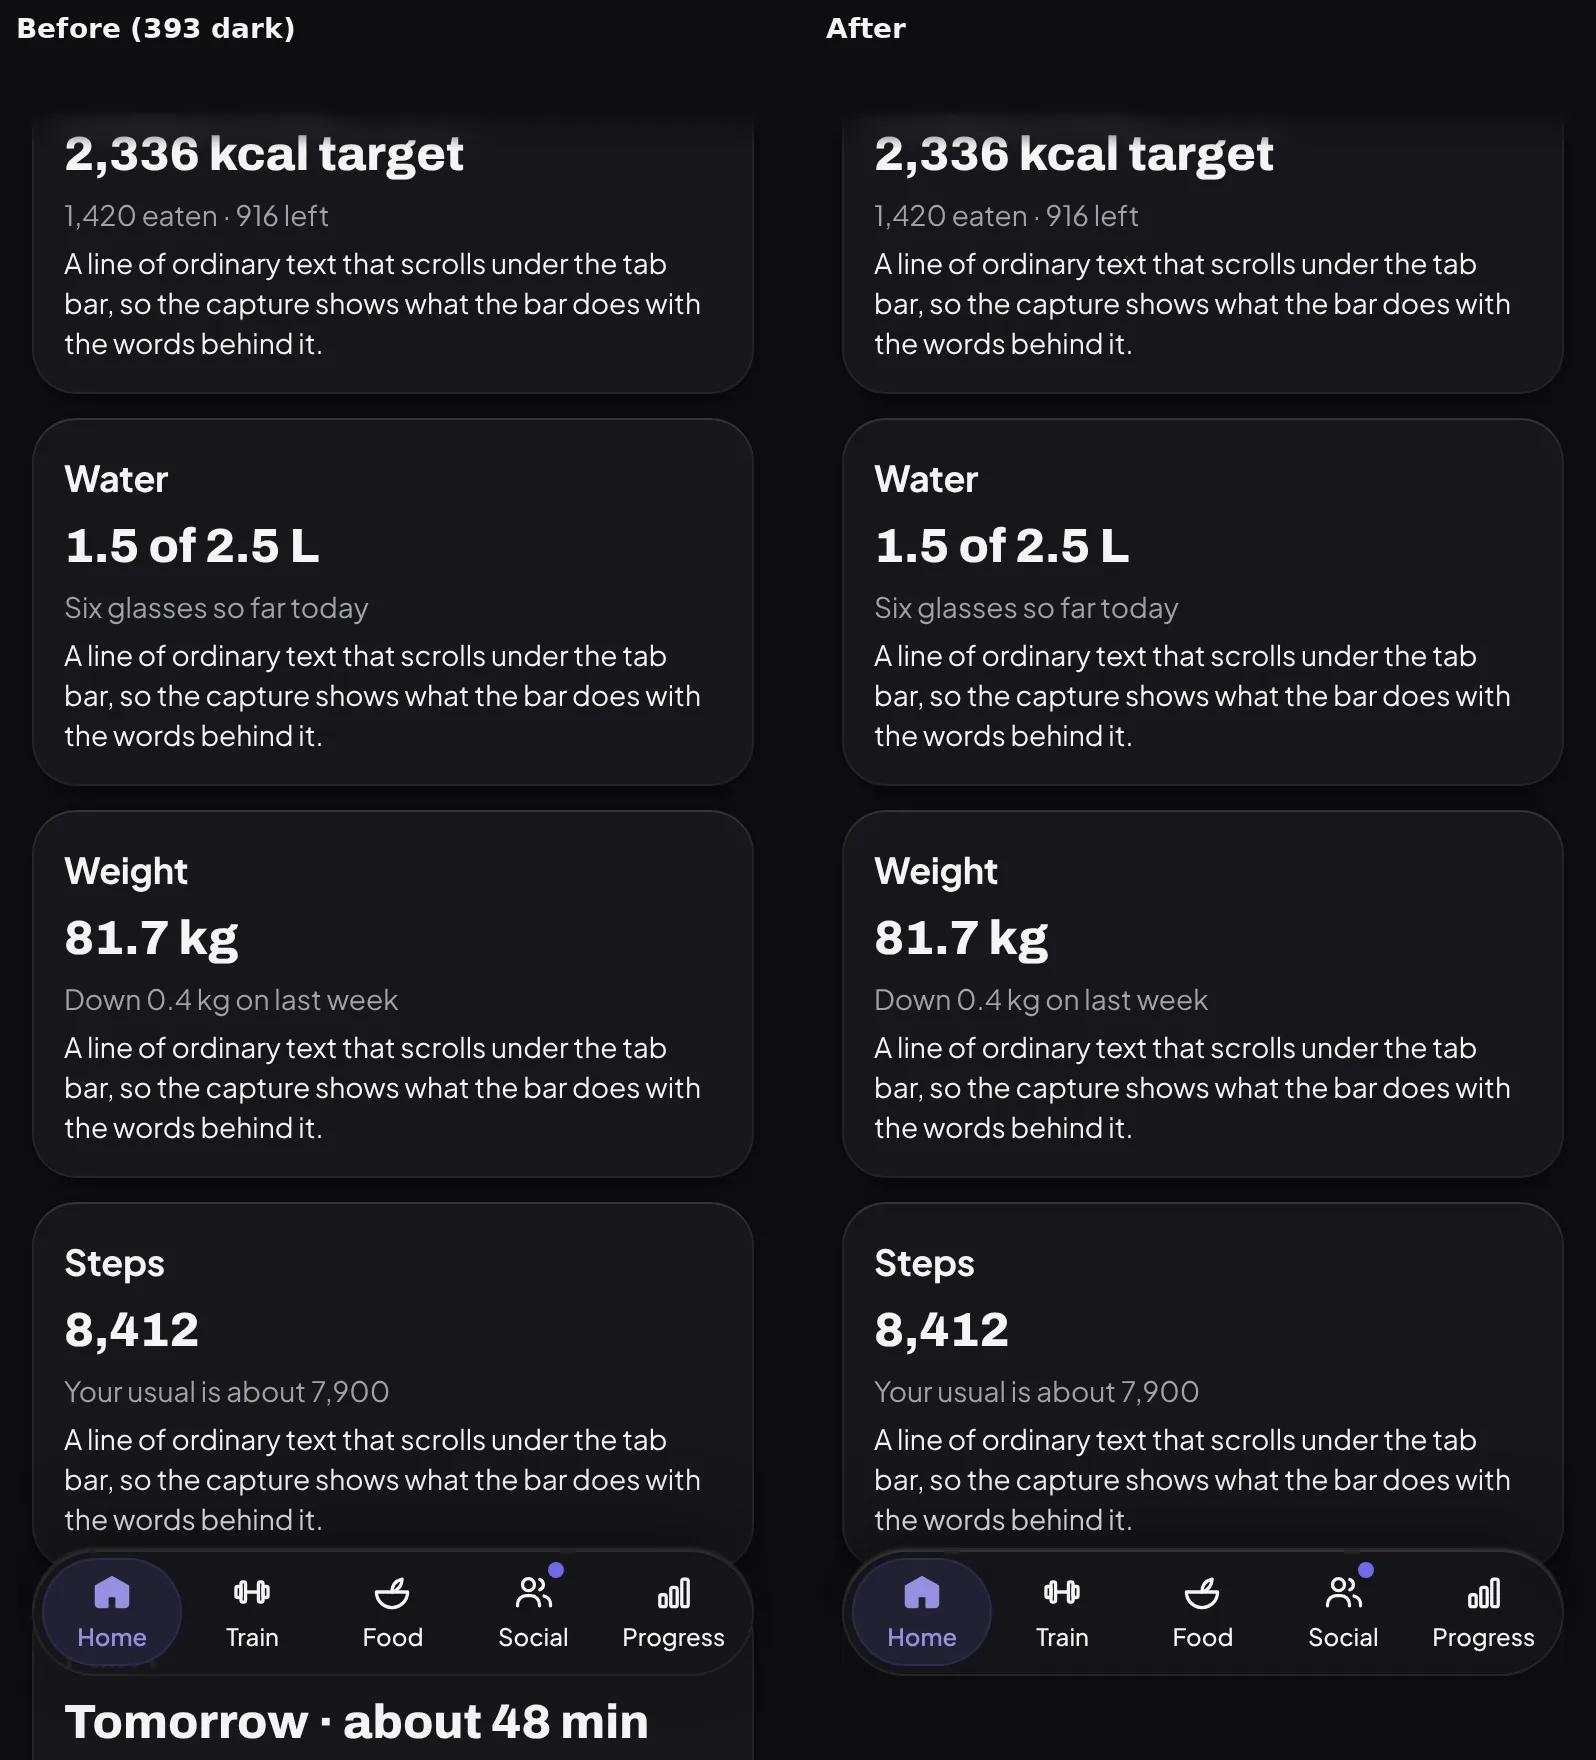 Before (393 dark)
2,336 kcal target
1,420 eaten · 916 left
A line of ordinary text that scrolls under the tab
bar, so the capture shows what the bar does with
the words behind it.
Water
1.5 of 2.5 L
Six glasses so far today
A line of ordinary text that scrolls under the tab
bar, so the capture shows what the bar does with
the words behind it.
Weight
81.7 kg
Down 0.4 kg on last week
A line of ordinary text that scrolls under the tab
bar, so the capture shows what the bar does with
the words behind it.
Steps
8,412
Your usual is about 7,900
A line of ordinary text that scrolls under the tab
bar, so the capture shows what the bar does with
the words behind it.
Home Train Food Social Progress
Tomorrow · about 48 min
After
2,336 kcal target
1,420 eaten · 916 left
A line of ordinary text that scrolls under the tab
bar, so the capture shows what the bar does with
the words behind it.
Water
1.5 of 2.5 L
Six glasses so far today
A line of ordinary text that scrolls under the tab
bar, so the capture shows what the bar does with
the words behind it.
Weight
81.7 kg
Down 0.4 kg on last week
A line of ordinary text that scrolls under the tab
bar, so the capture shows what the bar does with
the words behind it.
Steps
8,412
Your usual is about 7,900
A line of ordinary text that scrolls under the tab
bar, so the capture shows what the bar does with
the words behind it.
Home Train Food Social Progress